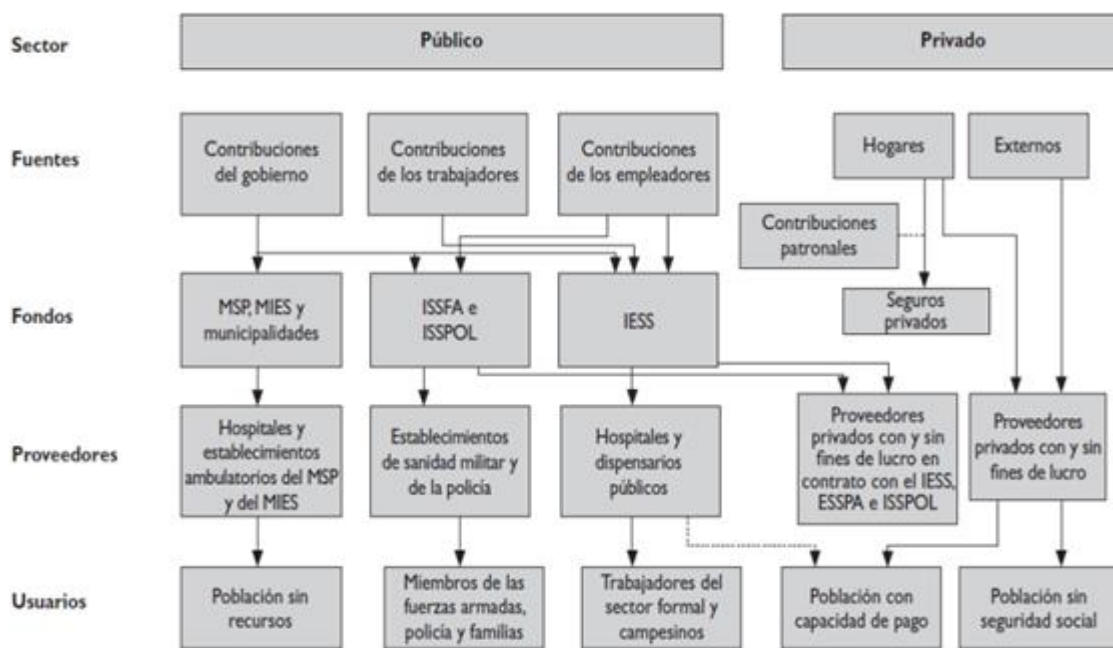 Sector
Público
Privado
Fuentes
Contribuciones
del gobierno
Contribuciones
de los trabajadores
Contribuciones
de los empleadores
Hogares
Externos
Contribuciones
patronales
Fondos
MSP, MIES y
municipalidades
ISSFA e
ISSPOL
IESS
Seguros
privados
Proveedores
Hospitales y
establecimientos
ambulatorios del MSP
y del MIES
Establecimientos
de sanidad militar y
de la policía
Hospitales y
dispensarios
públicos
Proveedores
privados con y sin
fines de lucro en
contrato con el IESS,
ESSPA e ISSPOL
Proveedores
privados con y sin
fines de lucro
Usuarios
Población sin
recursos
Miembros de las
fuerzas armadas,
policía y familias
Trabajadores del
sector formal y
campesinos
Población con
capacidad de pago
Población sin
seguridad social